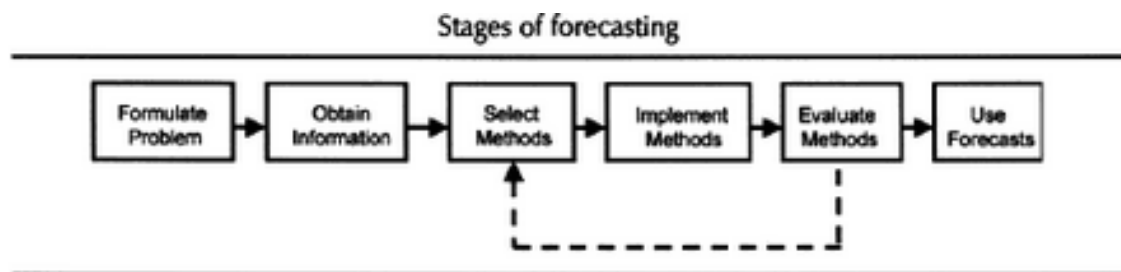 Stages of forecasting
Formulate
Problem
Obtain
Information
Select
Methods
Implement
Methods
Evaluate
Methods
Use
Forecasts